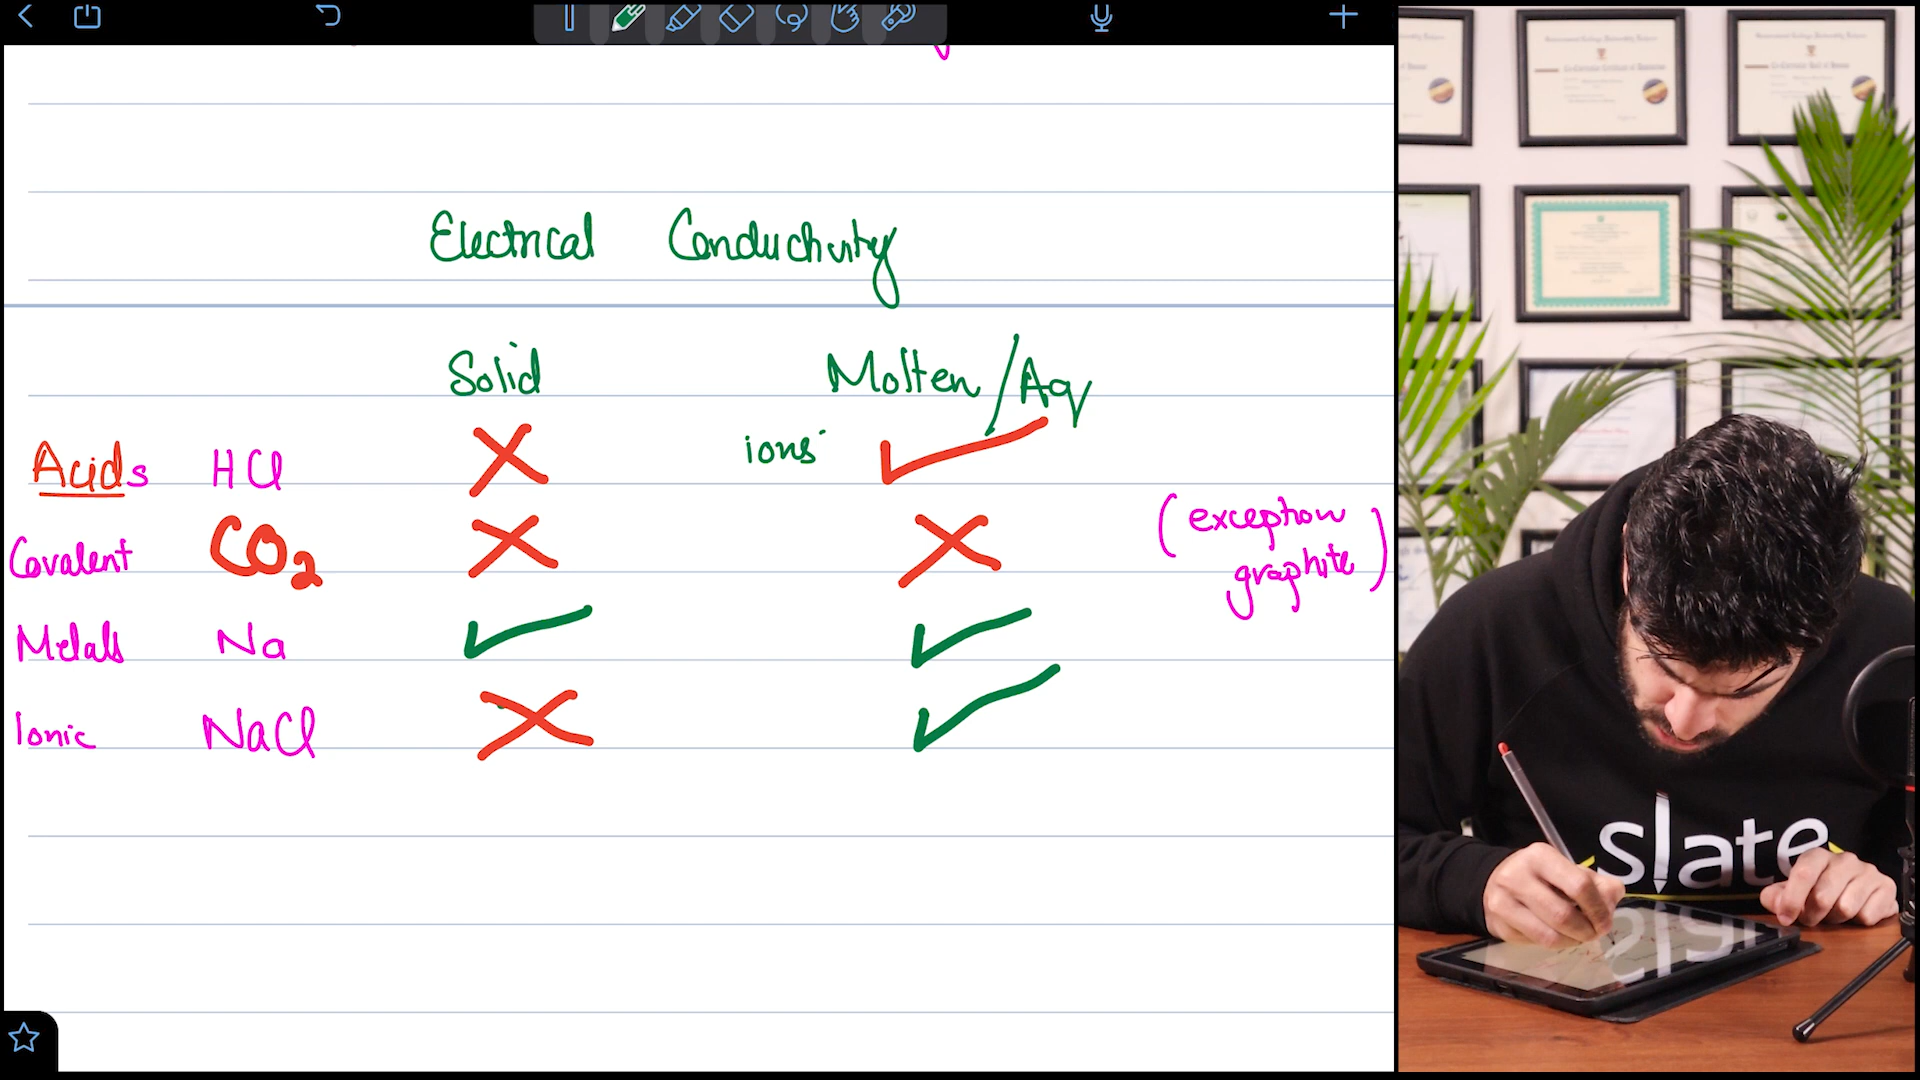 Electrical Conductivity
Solid Molten/Aq
Acids HCl ions
Covalent CO2 (exception graphite)
Metals Na
Ionic NaCl
slate